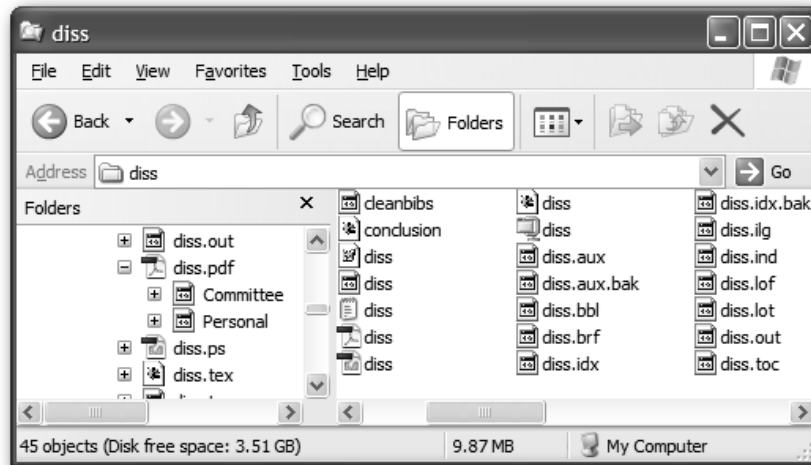 diss
File Edit View Favorites Tools Help
Back Search Folders
Address diss Go
Folders
diss.out
diss.pdf
Committee
Personal
diss.ps
diss.tex
cleanbibs diss diss.idx.bak
conclusion diss diss.ilg
diss diss.aux diss.ind
diss diss.aux.bak diss.lof
diss diss.bbl diss.lot
diss diss.brf diss.out
diss diss.idx diss.toc
45 objects (Disk free space: 3.51 GB) 9.87 MB My Computer